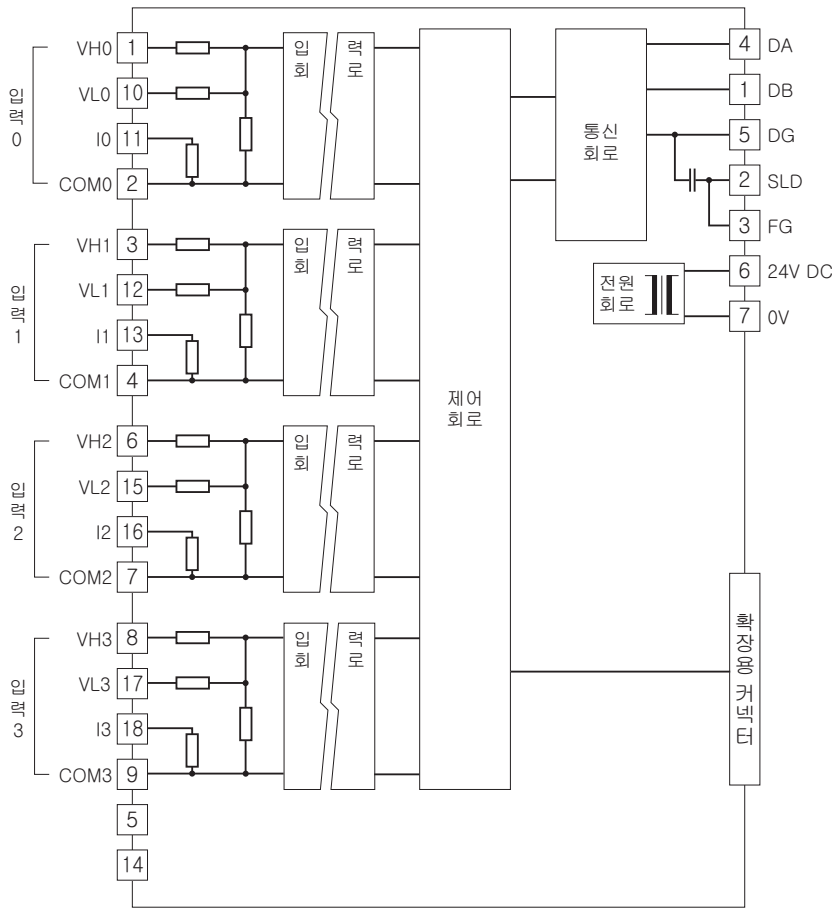 입력 0
VH0 1
VL0 10
I0 11
COM0 2
입 력
회 로
입력 1
VH1 3
VL1 12
I1 13
COM1 4
입 력
회 로
입력 2
VH2 6
VL2 15
I2 16
COM2 7
입 력
회 로
입력 3
VH3 8
VL3 17
I3 18
COM3 9
입 력
회 로
5
14
제어
회로
통신
회로
4 DA
1 DB
5 DG
2 SLD
3 FG
전원
회로
6 24V DC
7 0V
확장용 커넥터